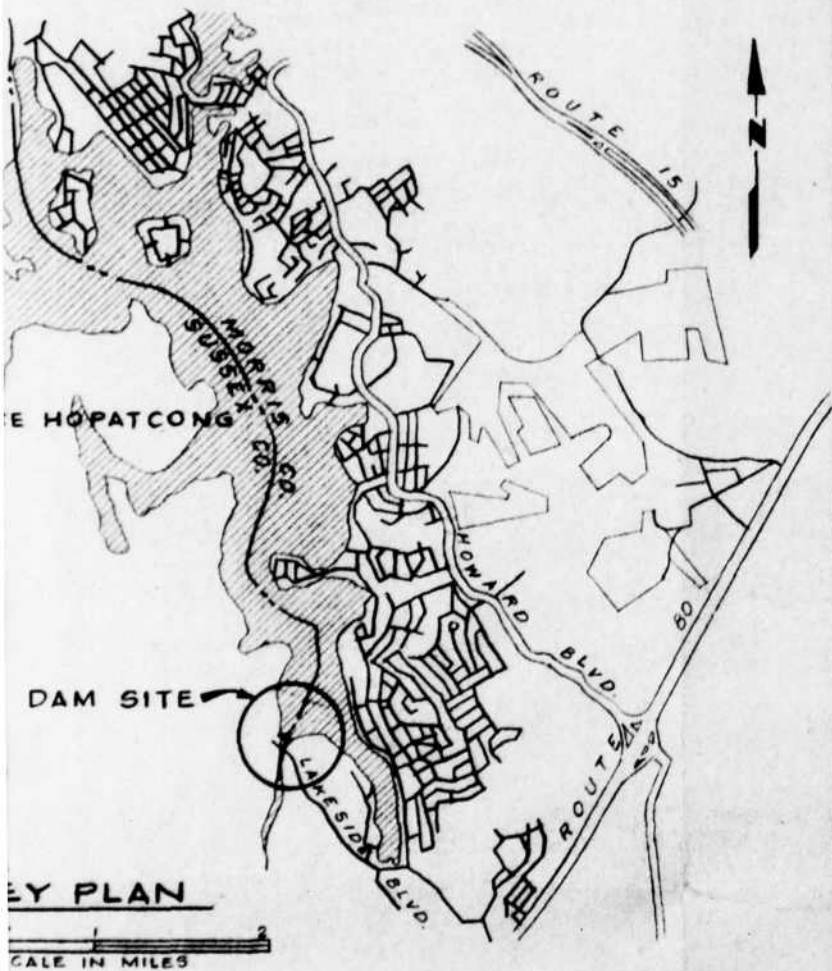 ROUTE 15
N
MORRIS CO.
SUSSEX CO.
E HOPATCONG
HOWARD BLVD.
80
ROUTE
DAM SITE
LAKESIDE BLVD.
EY PLAN
1 2
CALE IN MILES